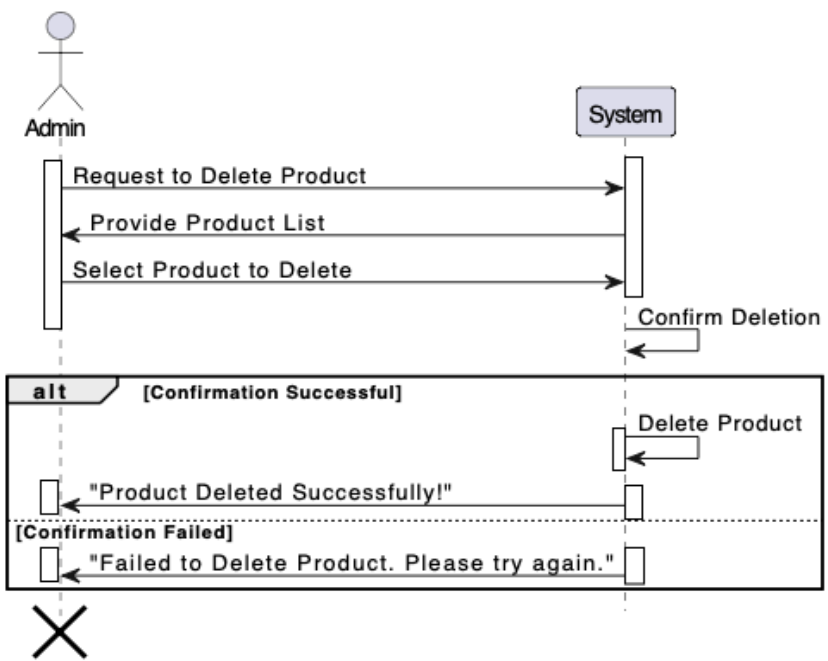 Admin
System
Request to Delete Product
Provide Product List
Select Product to Delete
Confirm Deletion
alt [Confirmation Successful]
Delete Product
"Product Deleted Successfully!"
[Confirmation Failed]
"Failed to Delete Product. Please try again."